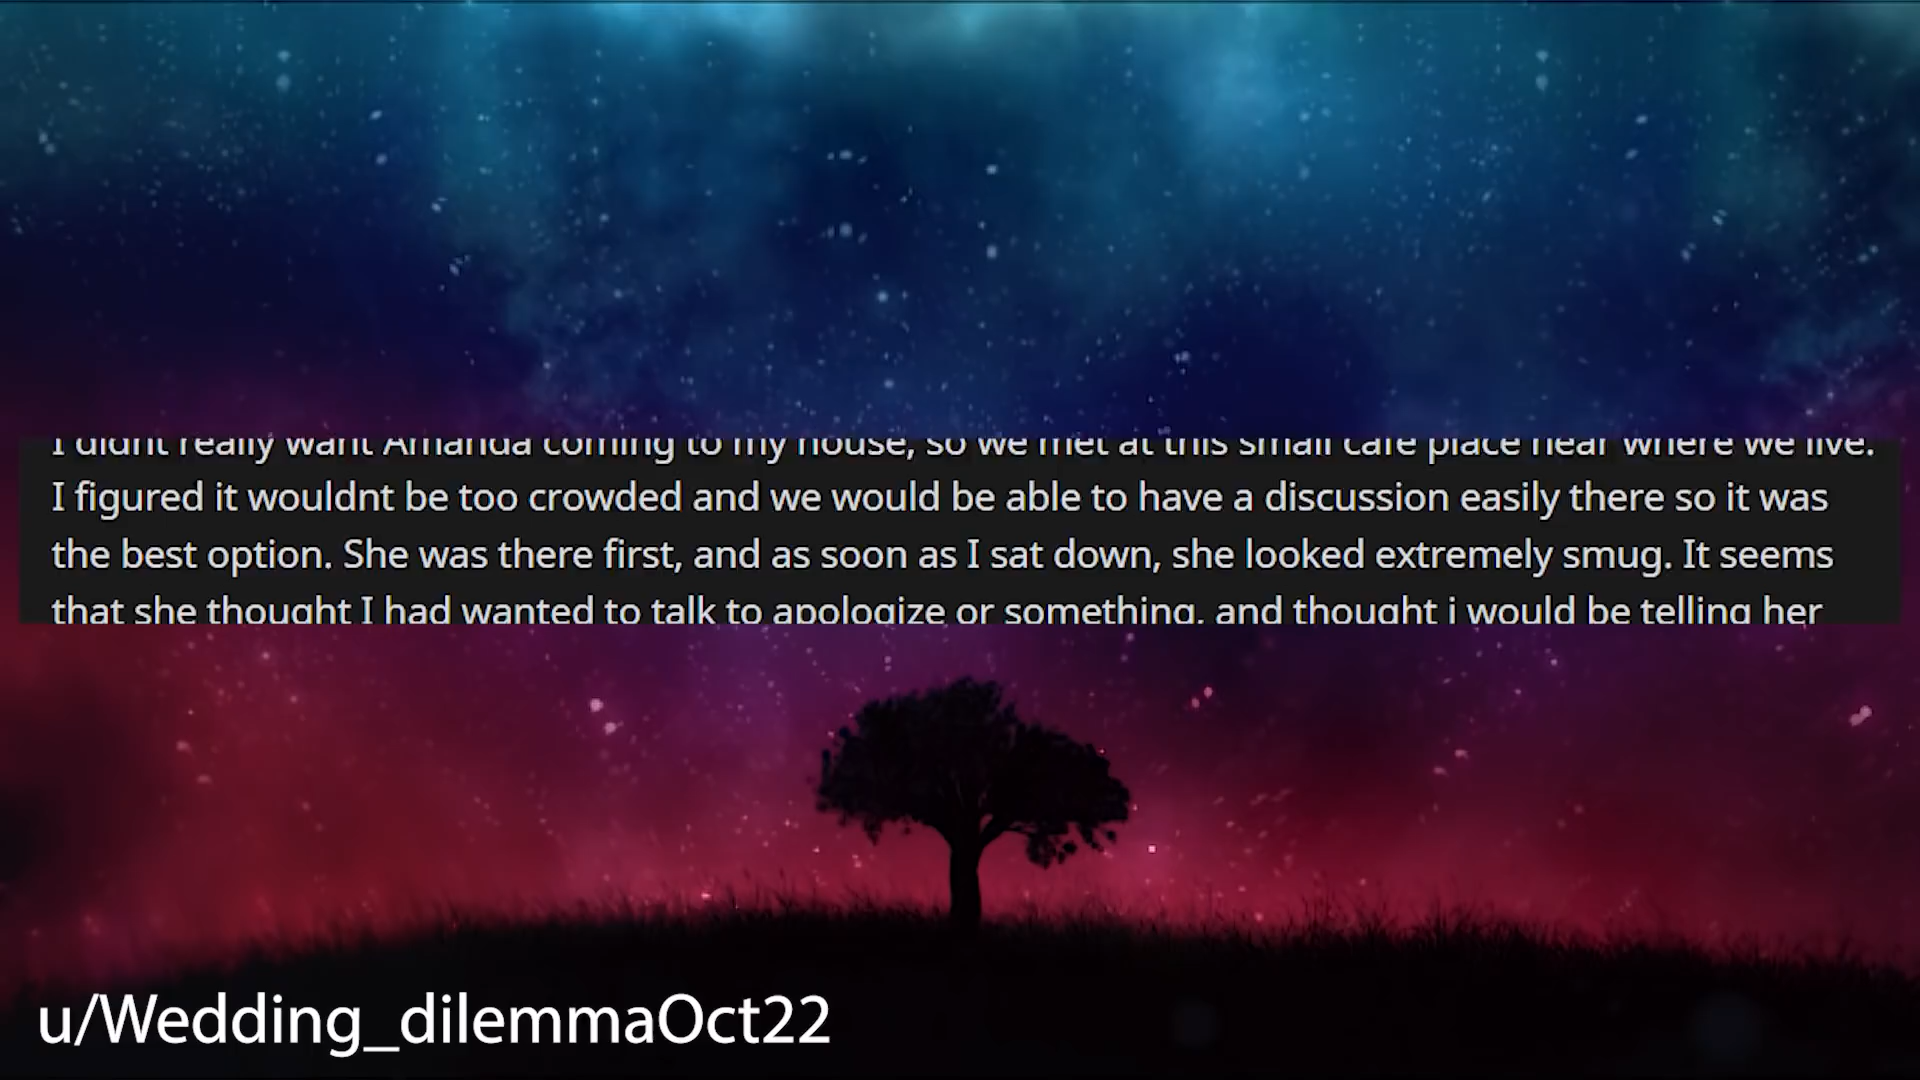 I didnt really want Amanda coming to my house, so we met at this small cafe place near where we live.
I figured it wouldnt be too crowded and we would be able to have a discussion easily there so it was
the best option. She was there first, and as soon as I sat down, she looked extremely smug. It seems
that she thought I had wanted to talk to apologize or something, and thought i would be telling her
u/Wedding_dilemmaOct22